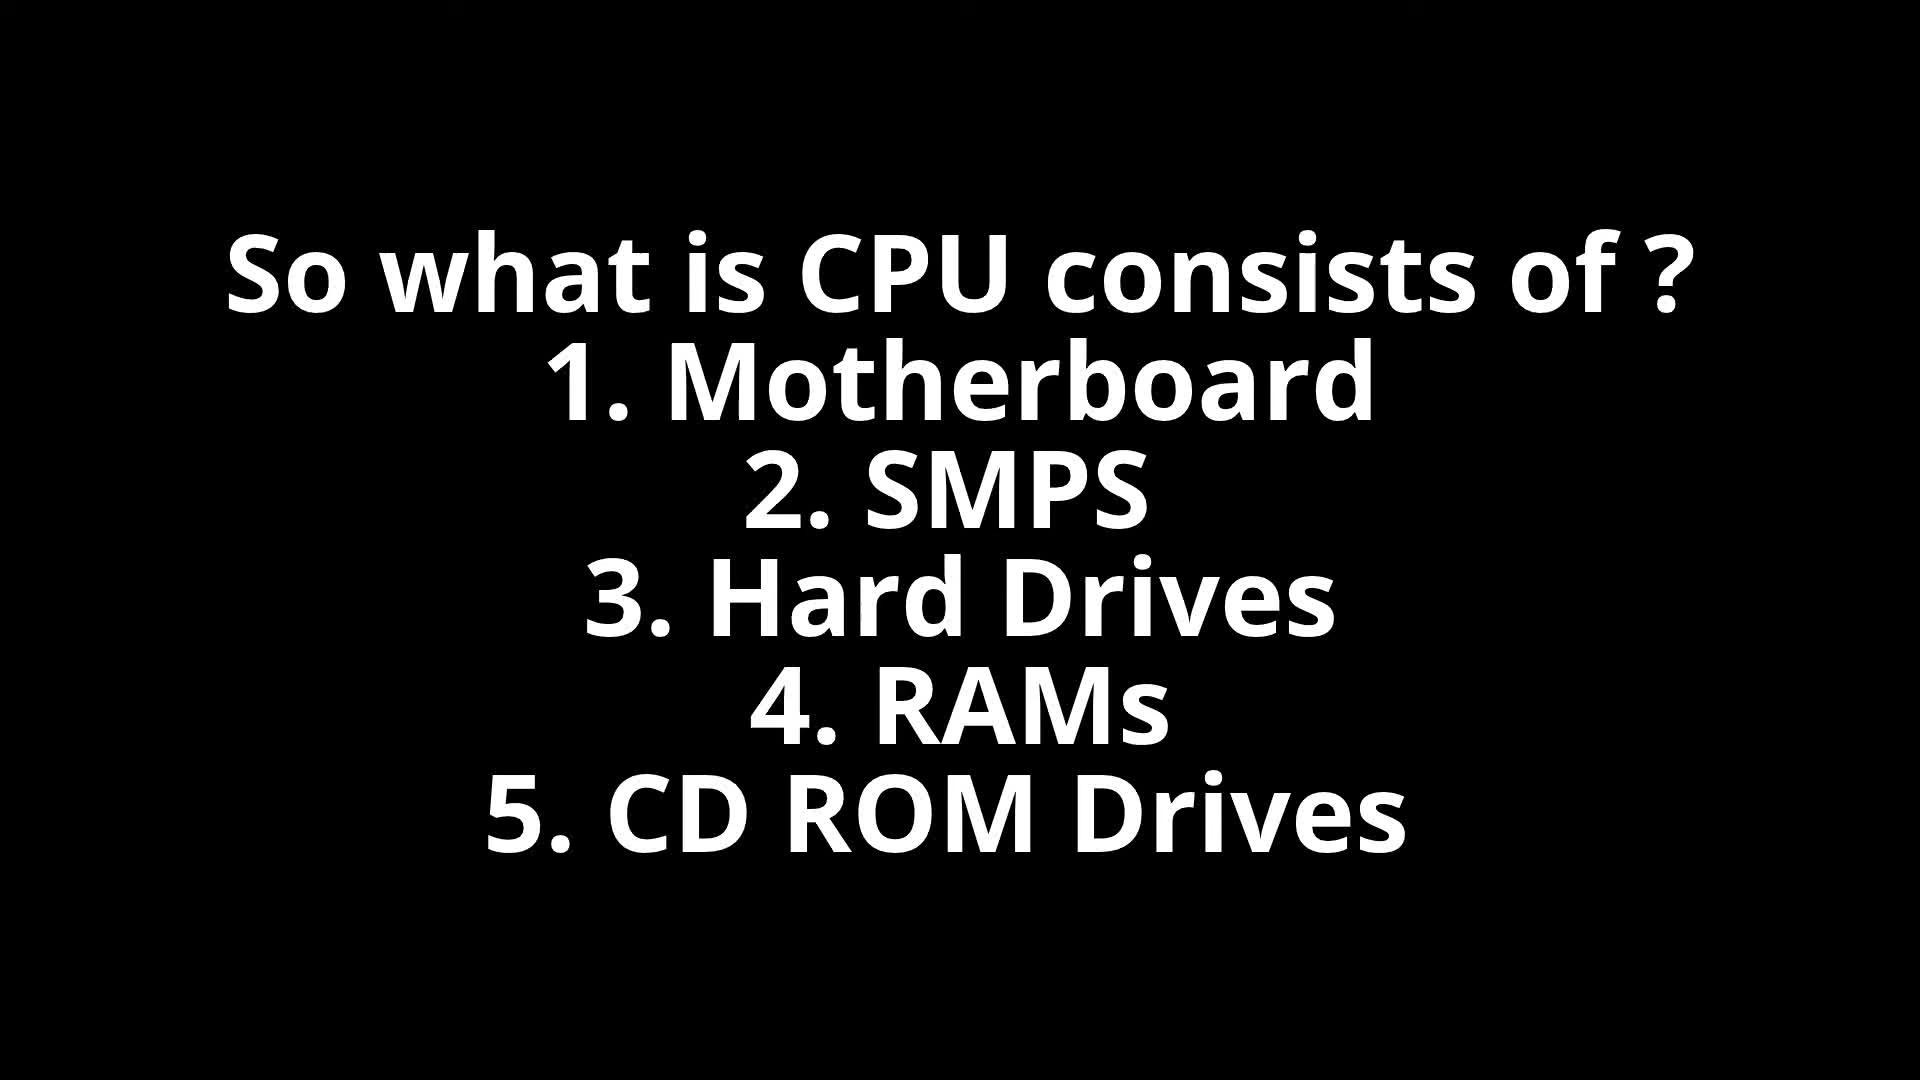 So what is CPU consists of ?
1. Motherboard
2. SMPS
3. Hard Drives
4. RAMs
5. CD ROM Drives